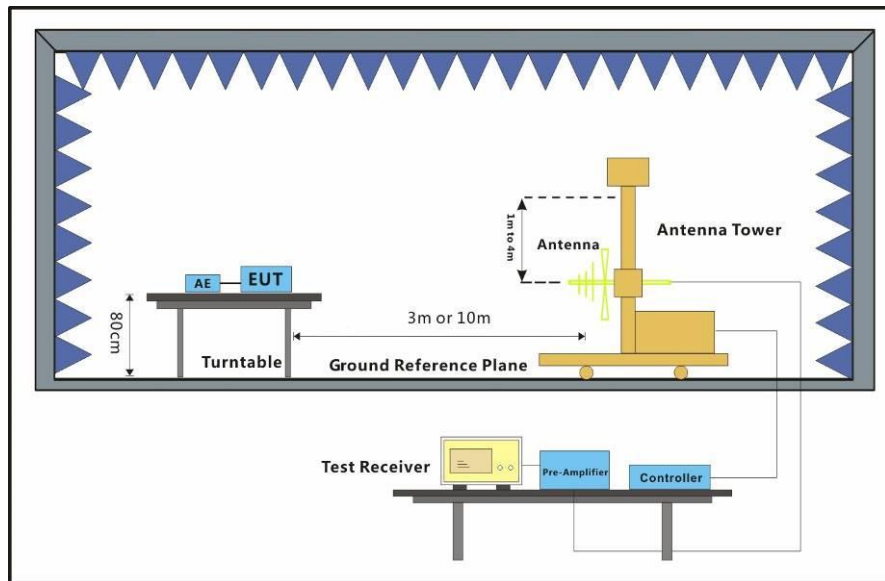 1m to 4m
Antenna
Antenna Tower
AE
EUT
80cm
3m or 10m
Turntable
Ground Reference Plane
Test Receiver
Pre-Amplifier
Controller